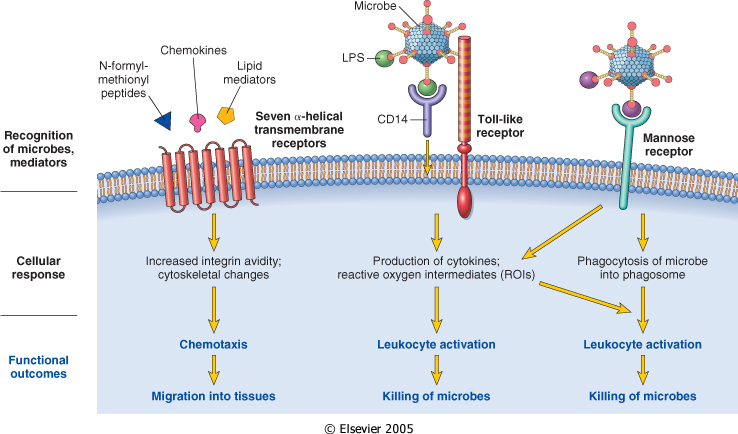 Microbe
Chemokines
LPS
N-formyl-
methionyl
peptides
Lipid
mediators
Seven α-helical
transmembrane
receptors
CD14
Toll-like
receptor
Mannose
receptor
Recognition
of microbes,
mediators
Cellular
response
Increased integrin avidity;
cytoskeletal changes
Production of cytokines;
reactive oxygen intermediates (ROIs)
Phagocytosis of microbe
into phagosome
Functional
outcomes
Chemotaxis
Leukocyte activation
Leukocyte activation
Migration into tissues
Killing of microbes
Killing of microbes
© Elsevier 2005